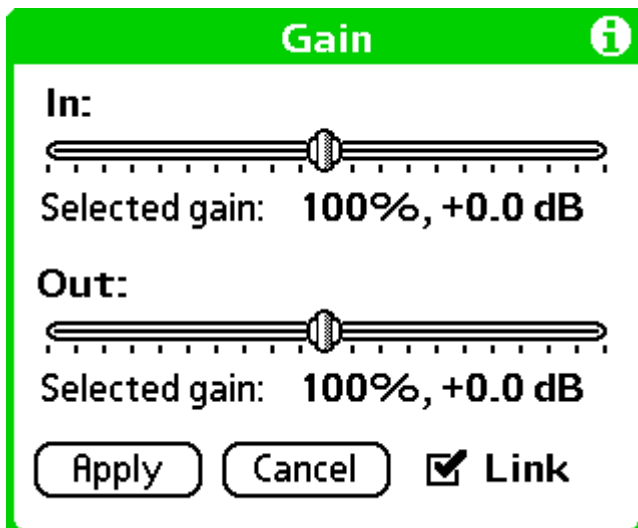 Gain
In:
Selected gain: 100%, +0.0 dB
Out:
Selected gain: 100%, +0.0 dB
Apply Cancel Link